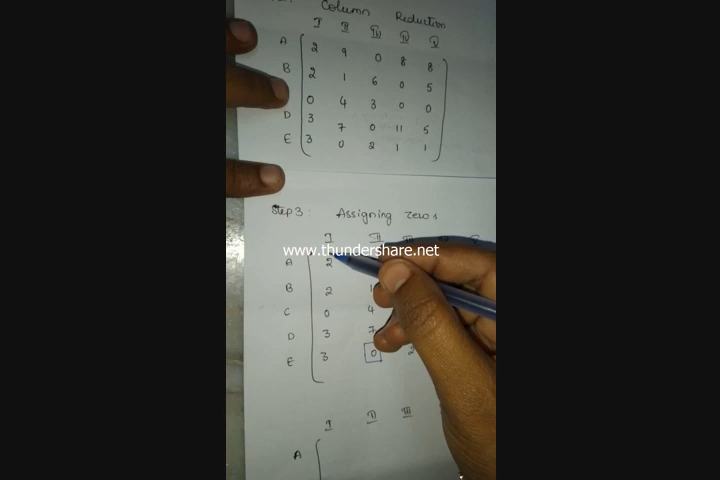 Column Reduction
I II III IV V
A 2 9 0 8 8
B 2 1 6 0 5
0 4 3 0 0
D 3 7 0 11 5
E 3 0 2 1 1
Step 3: Assigning zeros
I II III
www.thundershare.net
A 2
B 2 1
C 0 4
D 3 7
E 3 0 2
I II III
A